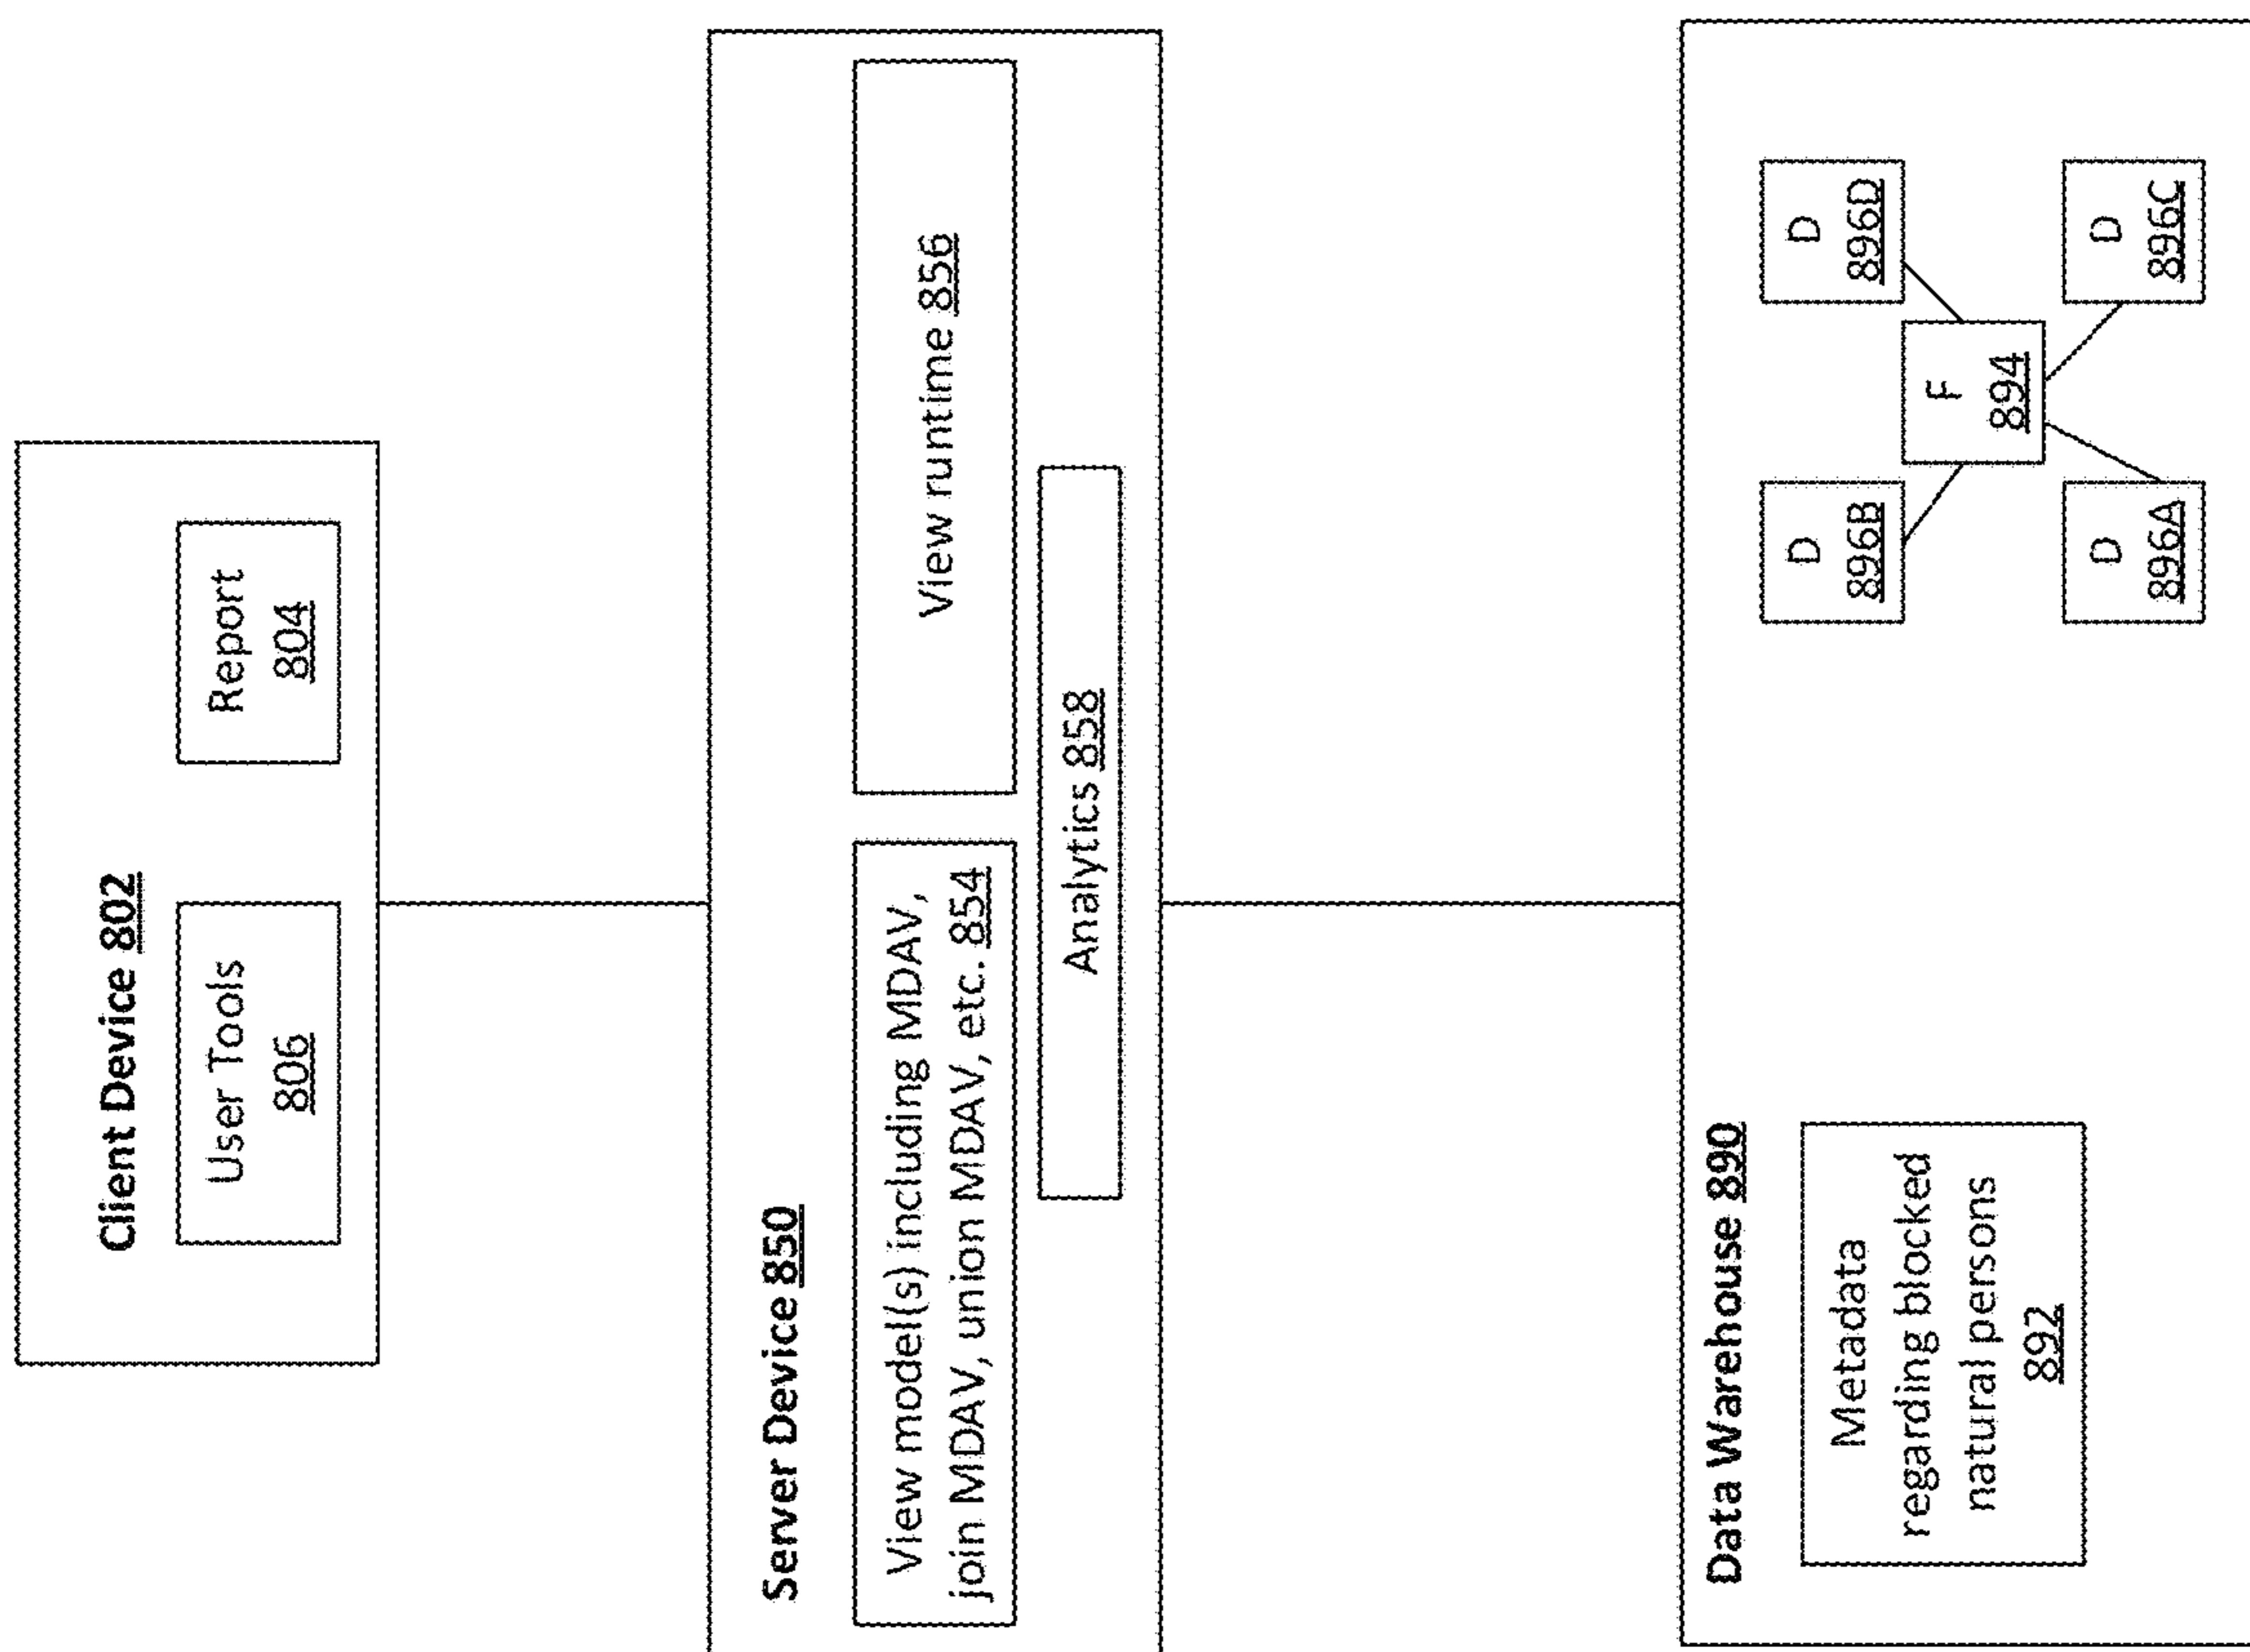 Client Device 802
User Tools
806
Report
804
Server Device 850
View model(s) including MDAV,
join MDAV, union MDAV, etc. 854
View runtime 856
Analytics 858
Data Warehouse 890
Metadata
regarding blocked
natural persons
892
D
896B
D
896D
F
894
D
896A
D
896C